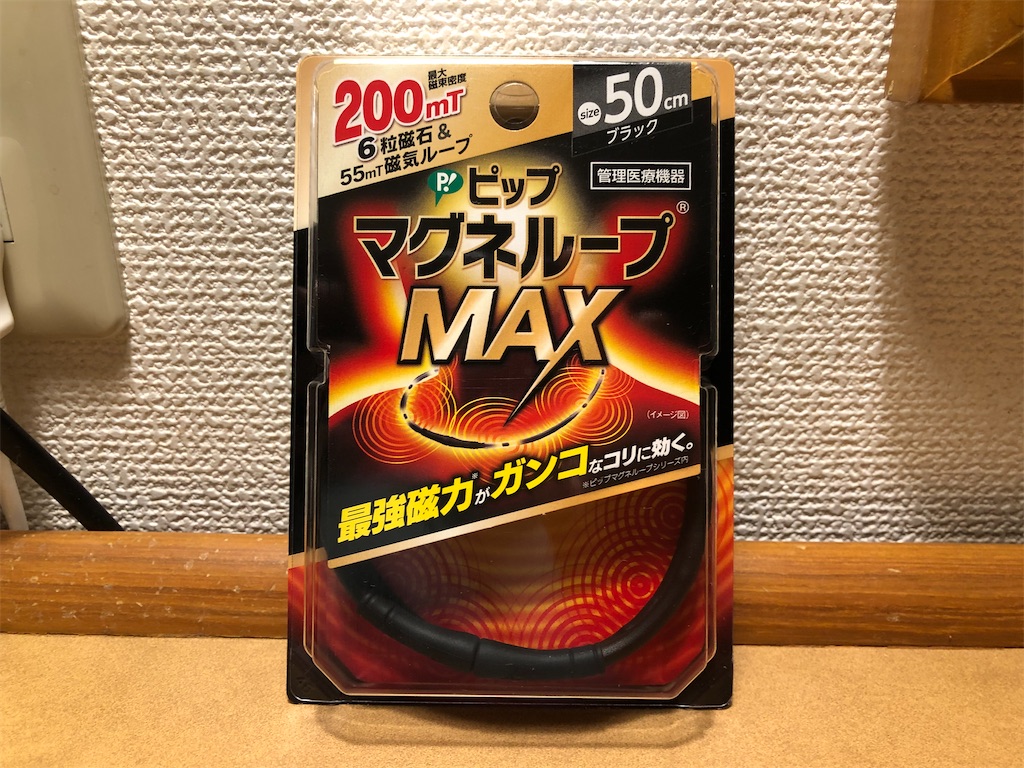 200mT
最大
磁束密度
6粒磁石&
55mT磁気ループ
size 50cm
ブラック
管理医療機器
P! ピップ
マグネループ®
MAX
(イメージ図)
最強磁力※がガンコなコリに効く。
※ピップマグネループシリーズ内